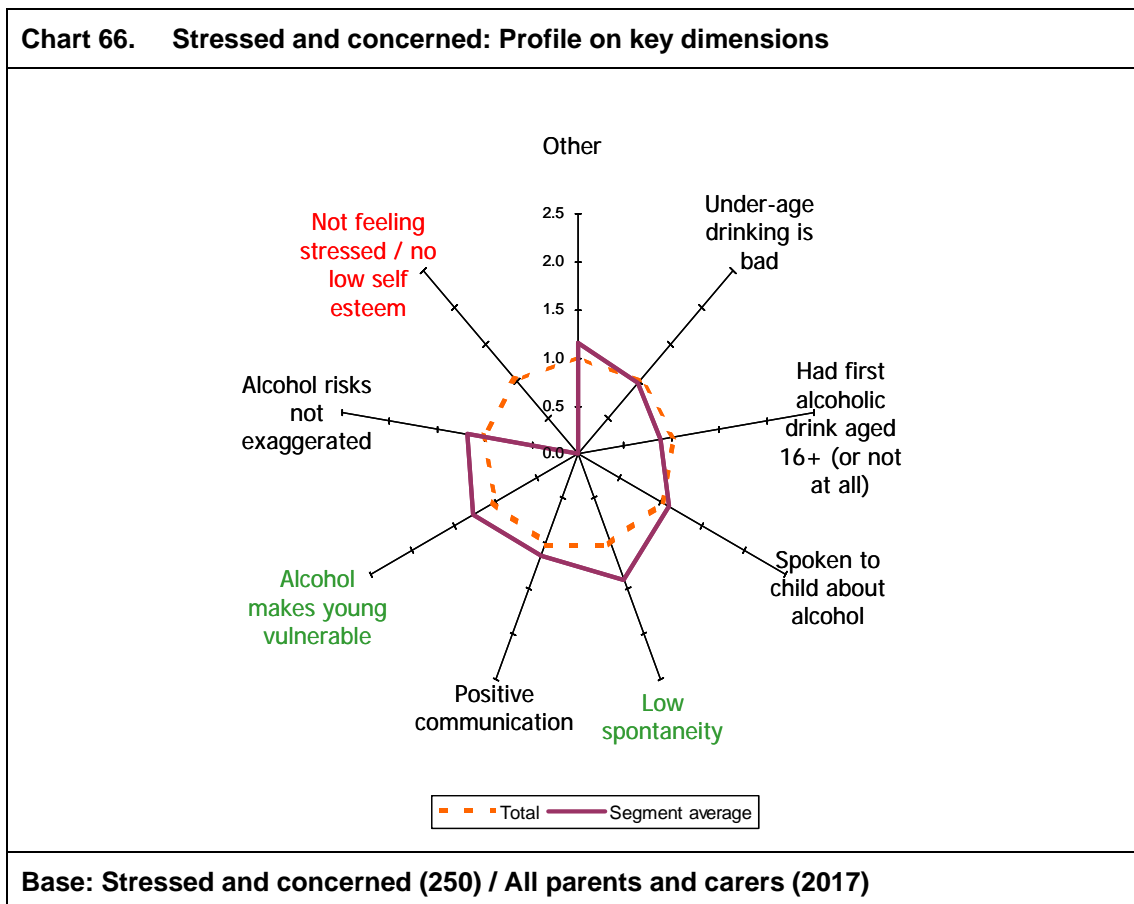 Chart 66. Stressed and concerned: Profile on key dimensions
Other
Not feeling
stressed / no
low self
esteem
Under-age
drinking is
bad
2.5
2.0
1.5
1.0
0.5
0.0
Alcohol risks
not
exaggerated
Had first
alcoholic
drink aged
16+ (or not
at all)
Alcohol
makes young
vulnerable
Spoken to
child about
alcohol
Positive
communication
Low
spontaneity
Total
Segment average
Base: Stressed and concerned (250) / All parents and carers (2017)